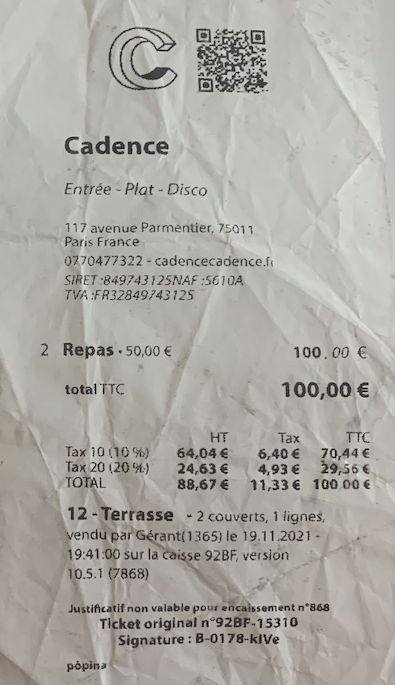 Cadence
Entrée - Plat - Disco
117 avenue Parmentier, 75011
Paris France
0770477322 - cadencecadence.fr
SIRET :849743125NAF :5610A
TVA :FR32849743125
2 Repas • 50,00 € 100,00 €
total TTC 100,00 €
HT Tax TTC
Tax 10 (10 %) 64,04 € 6,40 € 70,44 €
Tax 20 (20 %) 24,63 € 4,93 € 29,56 €
TOTAL 88,67 € 11,33 € 100 00 €
12 - Terrasse - 2 couverts, 1 lignes,
vendu par Gérant(1365) le 19.11.2021 -
19:41:00 sur la caisse 92BF, version
10.5.1 (7868)
Justificatif non valable pour encaissement n°868
Ticket original n°92BF-15310
Signature : B-0178-kIVe
pôpina